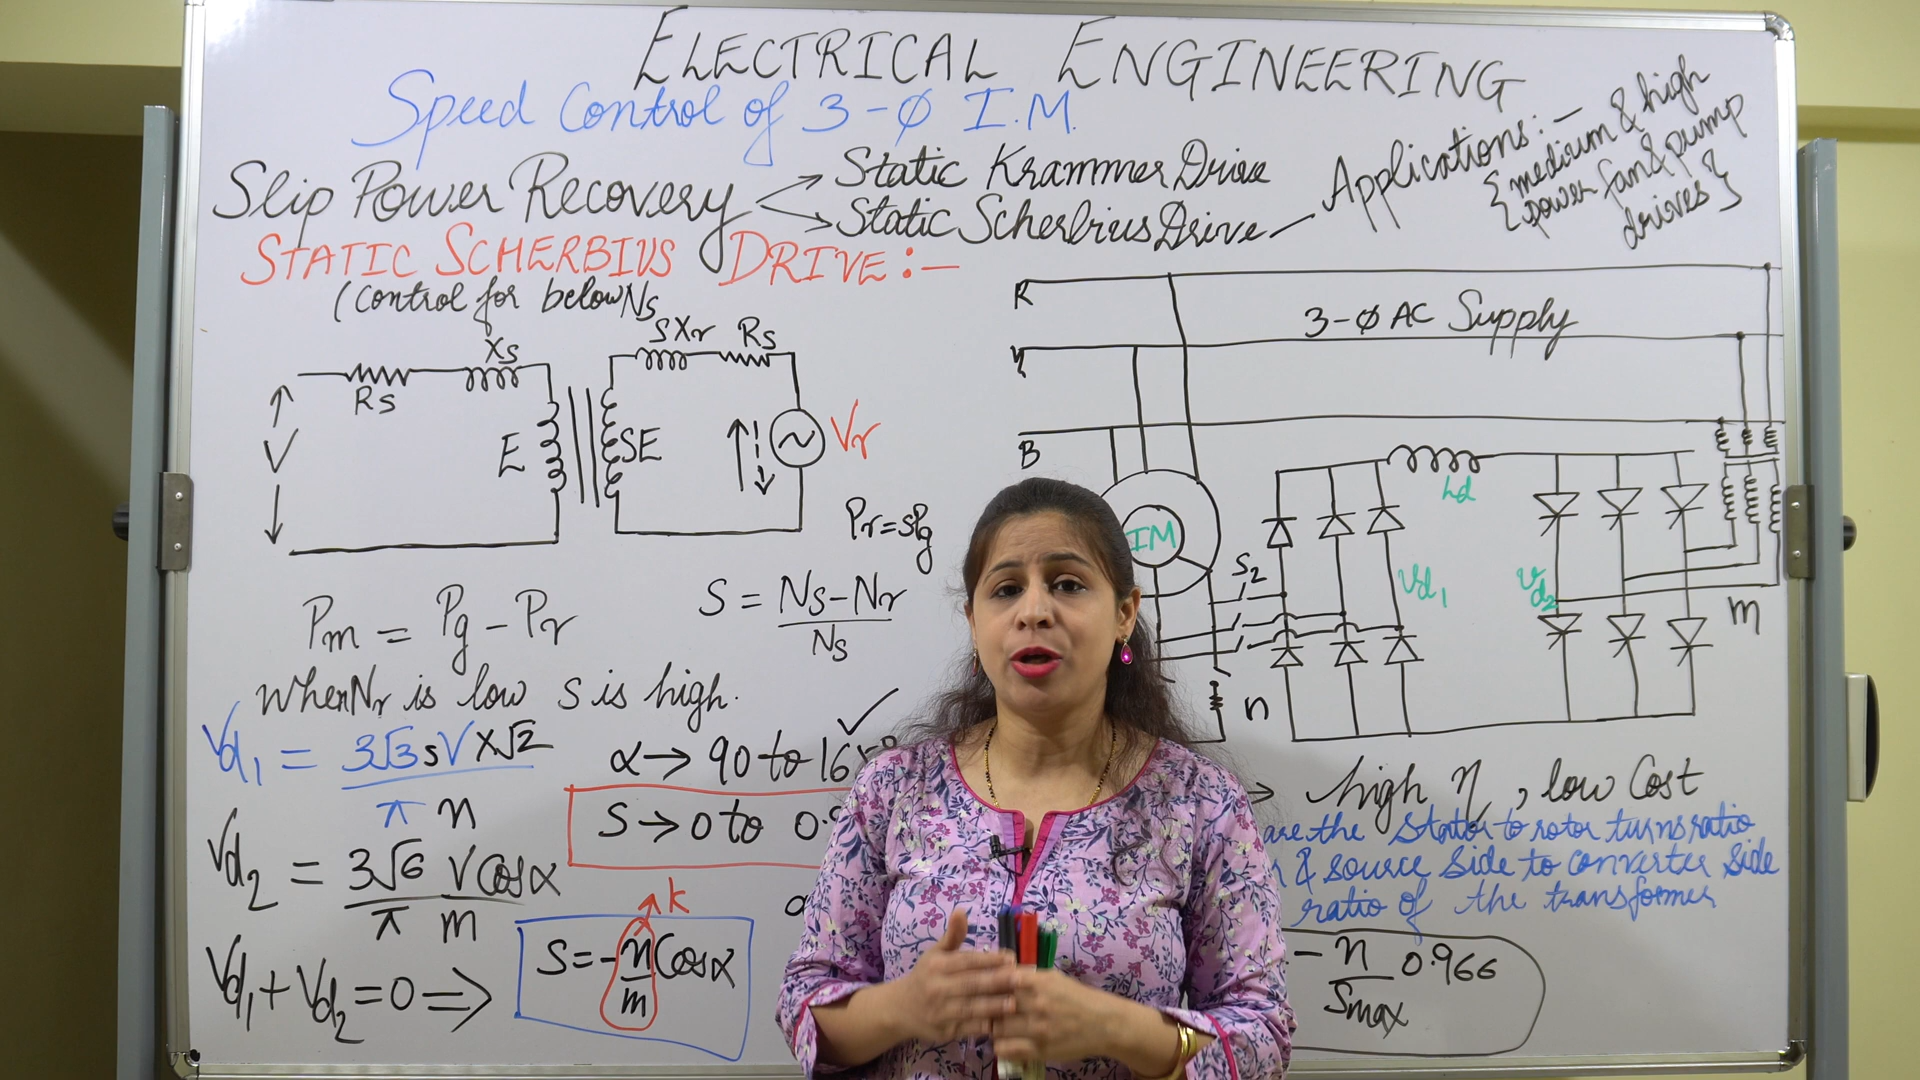 ELECTRICAL ENGINEERING
Speed Control of 3-Ø I.M.
Slip Power Recovery
Static Krammer Drive
Static Scherbius Drive
Applications:-
{medium & high
power fan & pump
drives}
STATIC SCHERBIUS DRIVE:-
(Control for below Ns
Xs
Rs
V
E
SE
SXr
Rs
Vr
Pr=sPg
Pm = Pg - Pr
S = Ns-Nr
Ns
When Nr is low s is high.
Vd1 = 3√3 sV x√2
π n
Vd2 = 3√6 V Cosα
π m
Vd1 + Vd2 = 0 ⇒
α→ 90 to 16
S → 0 to 0.9
k
S=-n Cosα
m
R
Y
B
3-Ø AC Supply
IM
S2
Ld
Vd1
Vd2
m
n
→ high η, low Cost
are the stator to rotor turns ratio
n & source side to converter side
ratio of the transformer
- n 0.966
Smax